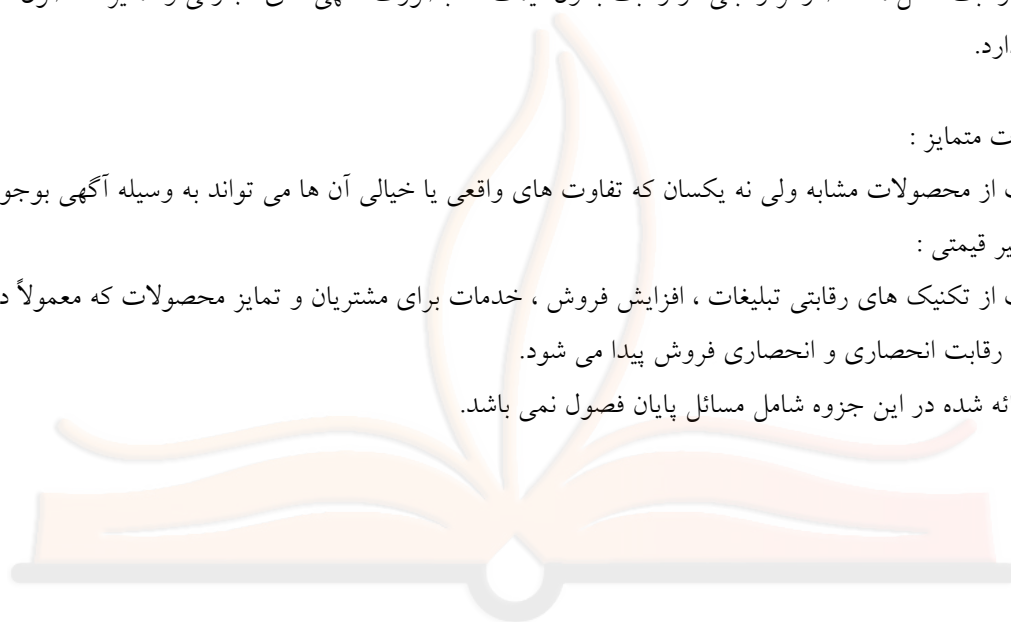 ارد.
ت متمایز :
از محصولات مشابه ولی نه یکسان که تفاوت های واقعی یا خیالی آن ها می تواند به وسیله آگهی بوجو
یر قیمتی :
از تکنیک های رقابتی تبلیغات ، افزایش فروش ، خدمات برای مشتریان و تمایز محصولات که معمولاً د
رقابت انحصاری و انحصاری فروش پیدا می شود.
ئه شده در این جزوه شامل مسائل پایان فصول نمی باشد.